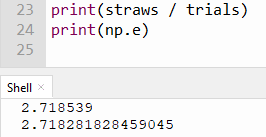 23 print(straws / trials)
24 print(np.e)
25
Shell ×
2.718539
2.718281828459045